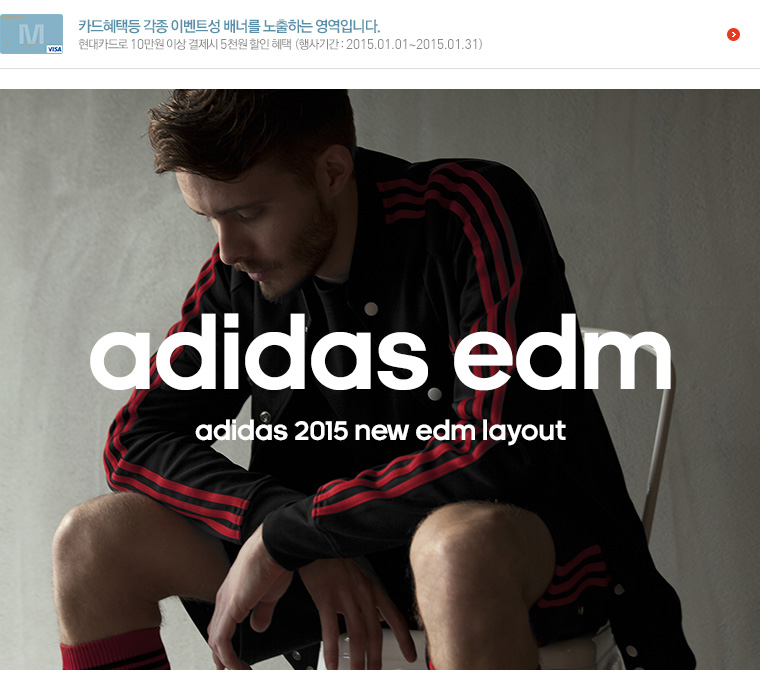 M
VISA
카드혜택등 각종 이벤트성 배너를 노출하는 영역입니다.
현대카드로 10만원 이상 결제시 5천원 할인 혜택 (행사기간 : 2015.01.01~2015.01.31)
adidas edm
adidas 2015 new edm layout